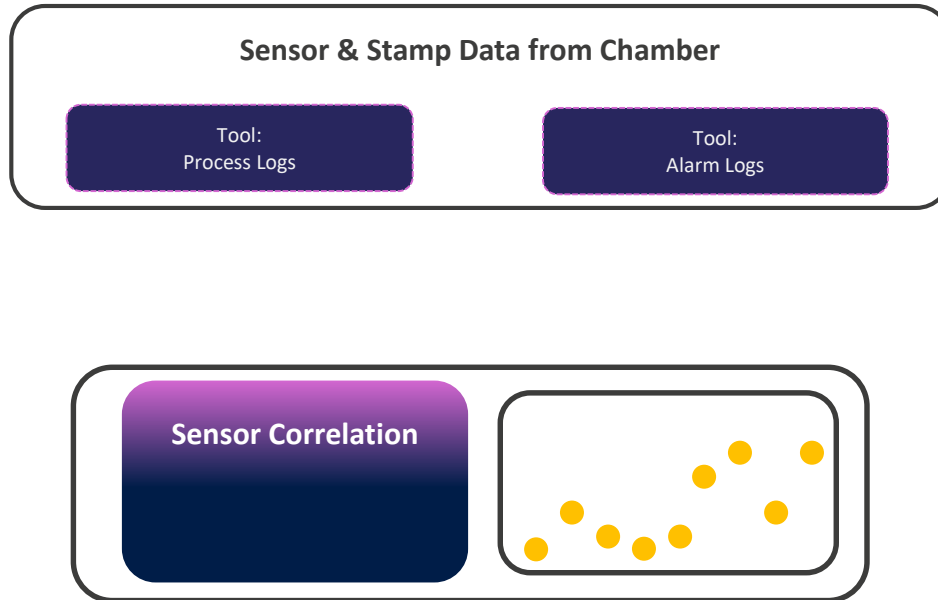 Sensor & Stamp Data from Chamber
Tool:
Process Logs
Tool:
Alarm Logs
Sensor Correlation